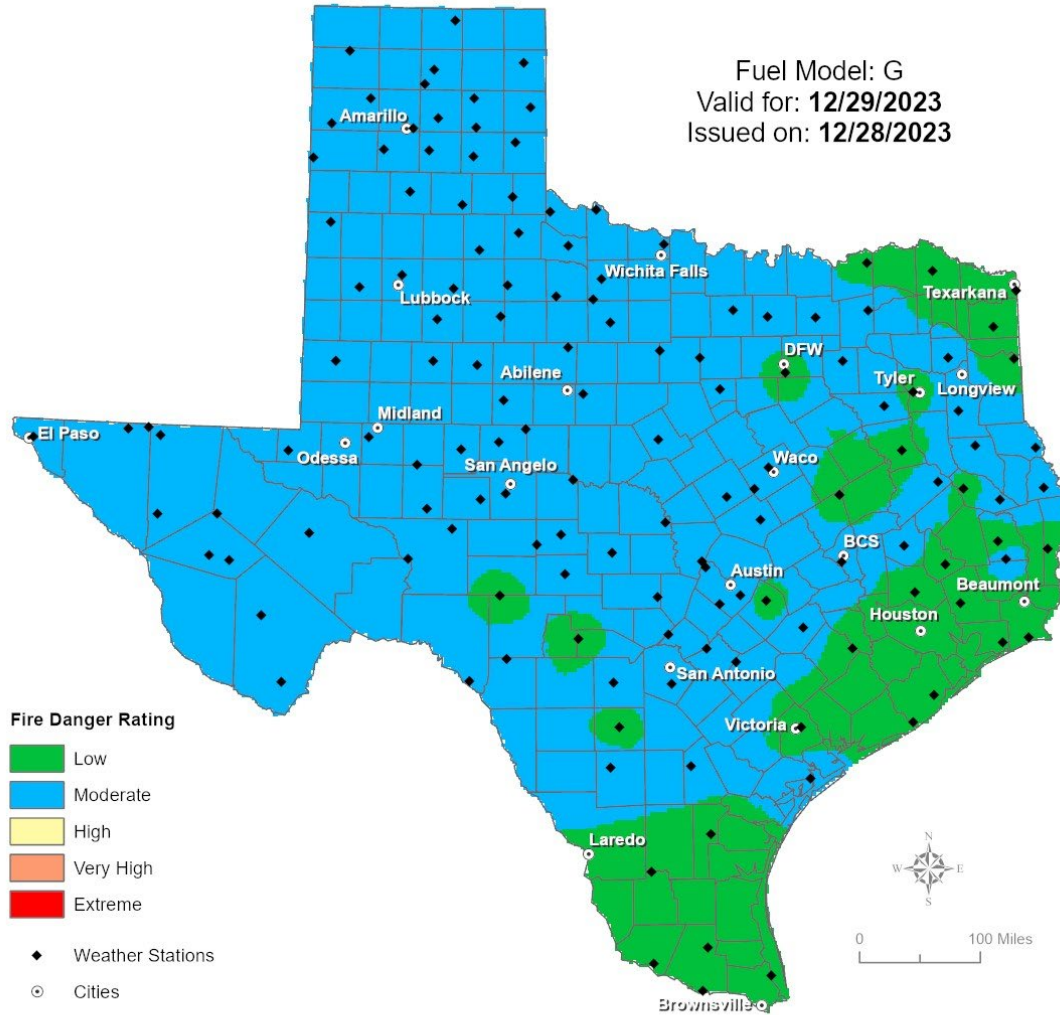 Fuel Model: G
Valid for: 12/29/2023
Issued on: 12/28/2023
Amarillo
Wichita Falls
Lubbock
Texarkana
DFW
Abilene
Tyler
Longview
Midland
El Paso
Odessa
San Angelo
Waco
BCS
Austin
Beaumont
Houston
San Antonio
Victoria
Laredo
Brownsville
Fire Danger Rating
Low
Moderate
High
Very High
Extreme
Weather Stations
Cities
N
W E
S
0 100 Miles